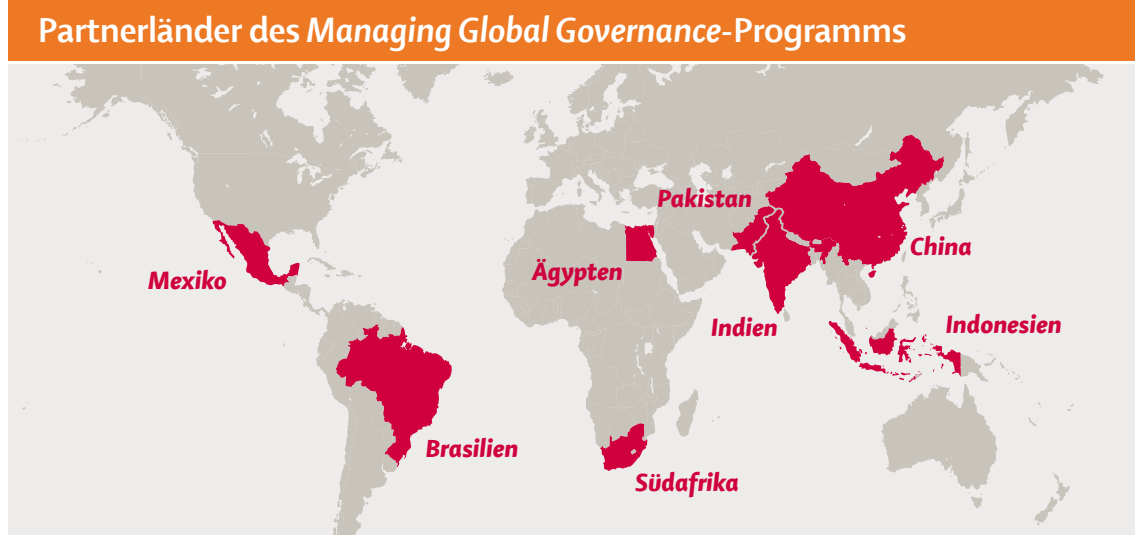 Partnerländer des Managing Global Governance-Programms
Pakistan
China
Mexiko
Ägypten
Indien
Indonesien
Brasilien
Südafrika